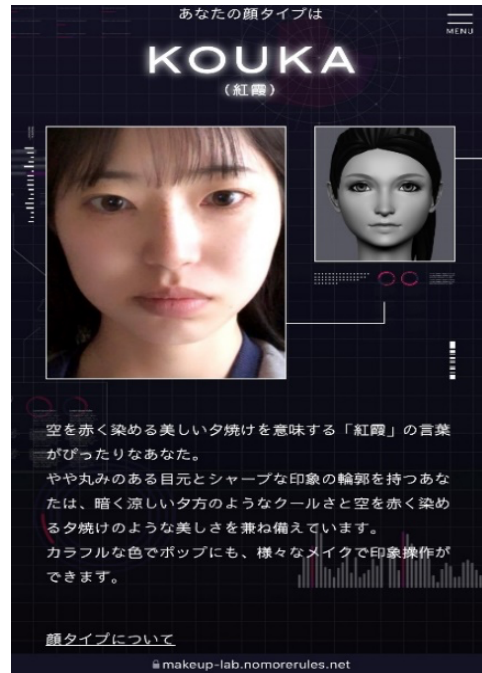 あなたの顔タイプは
MENU
KOUKA
（紅霞）
空を赤く染める美しい夕焼けを意味する「紅霞」の言葉
がぴったりなあなた。
やや丸みのある目元とシャープな印象の輪郭を持つあな
たは、暗く涼しい夕方のようなクールさと空を赤く染め
る夕焼けのような美しさを兼ね備えています。
カラフルな色でポップにも、様々なメイクで印象操作が
できます。
顔タイプについて
makeup-lab.nomorerules.net